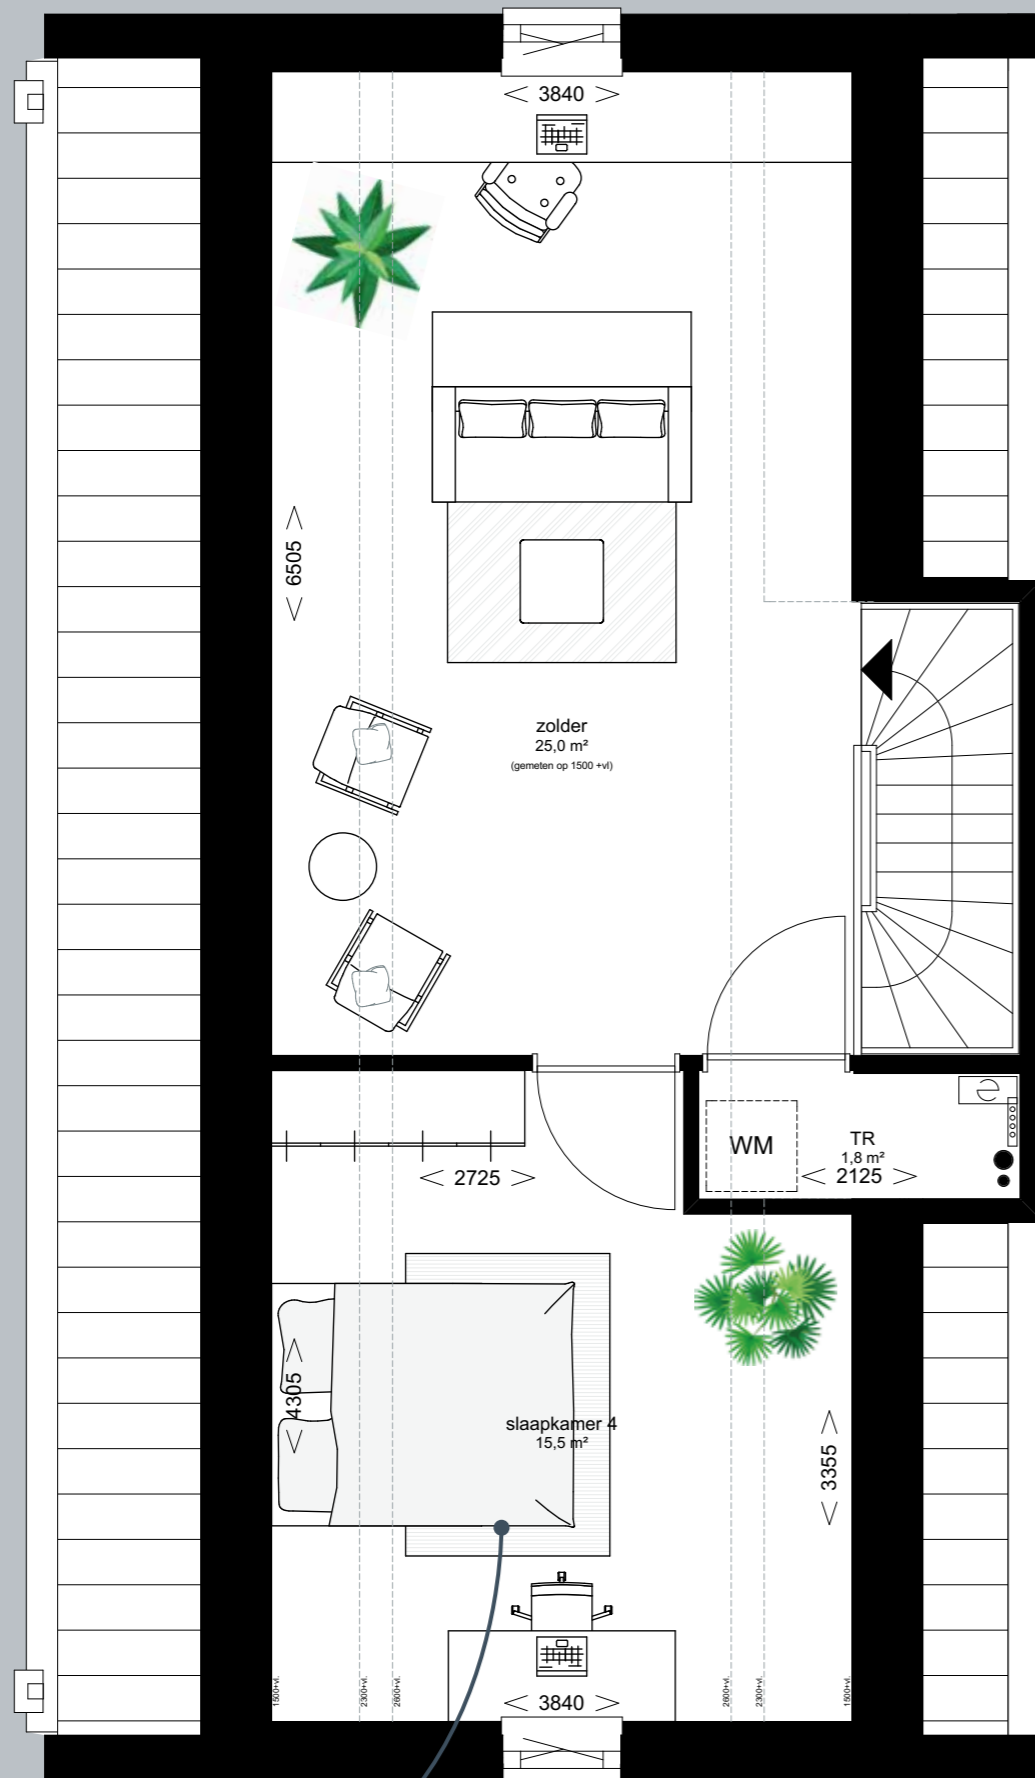 < 3840 >
< 6505 >
zolder
25,0 m²
(gemeten op 1500 +vl)
WM
TR
1,8 m²
< 2125 >
< 2725 >
< 4305 >
slaapkamer 4
15,5 m²
< 3355 >
1500+vl.
2300+vl.
2600+vl.
2600+vl.
2300+vl.
1500+vl.
< 3840 >